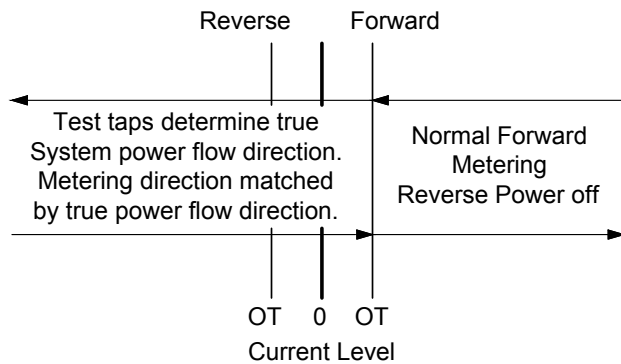 Reverse Forward
Test taps determine true
System power flow direction.
Metering direction matched
by true power flow direction.
Normal Forward
Metering
Reverse Power off
OT 0 OT
Current Level